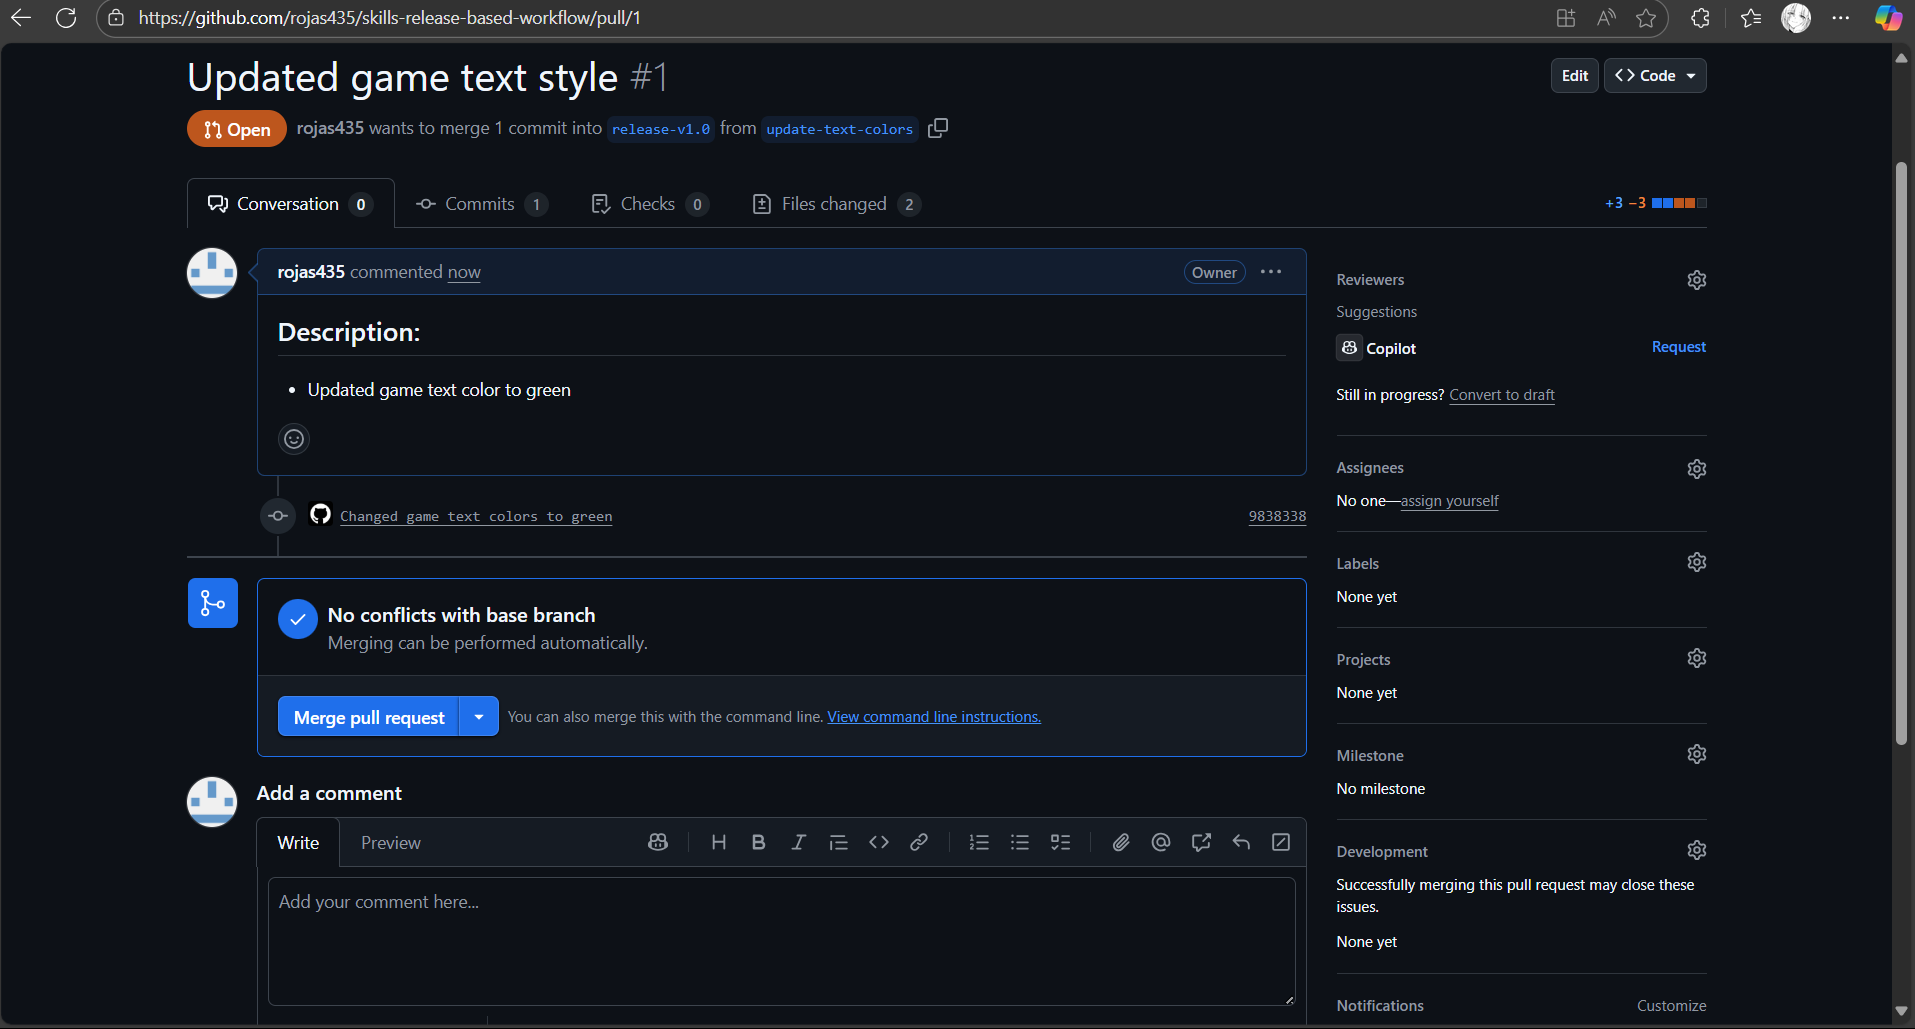 https://github.com/rojas435/skills-release-based-workflow/pull/1
Updated game text style #1
Edit
Code
Open
rojas435 wants to merge 1 commit into release-v1.0 from update-text-colors
Conversation 0
Commits 1
Checks 0
Files changed 2
+3 −3
rojas435 commented now
Owner
Description:
• Updated game text color to green
Changed game text colors to green
9838338
No conflicts with base branch
Merging can be performed automatically.
Merge pull request
You can also merge this with the command line. View command line instructions.
Add a comment
Write
Preview
Add your comment here...
Reviewers
Suggestions
Copilot
Request
Still in progress? Convert to draft
Assignees
No one—assign yourself
Labels
None yet
Projects
None yet
Milestone
No milestone
Development
Successfully merging this pull request may close these
issues.
None yet
Notifications
Customize